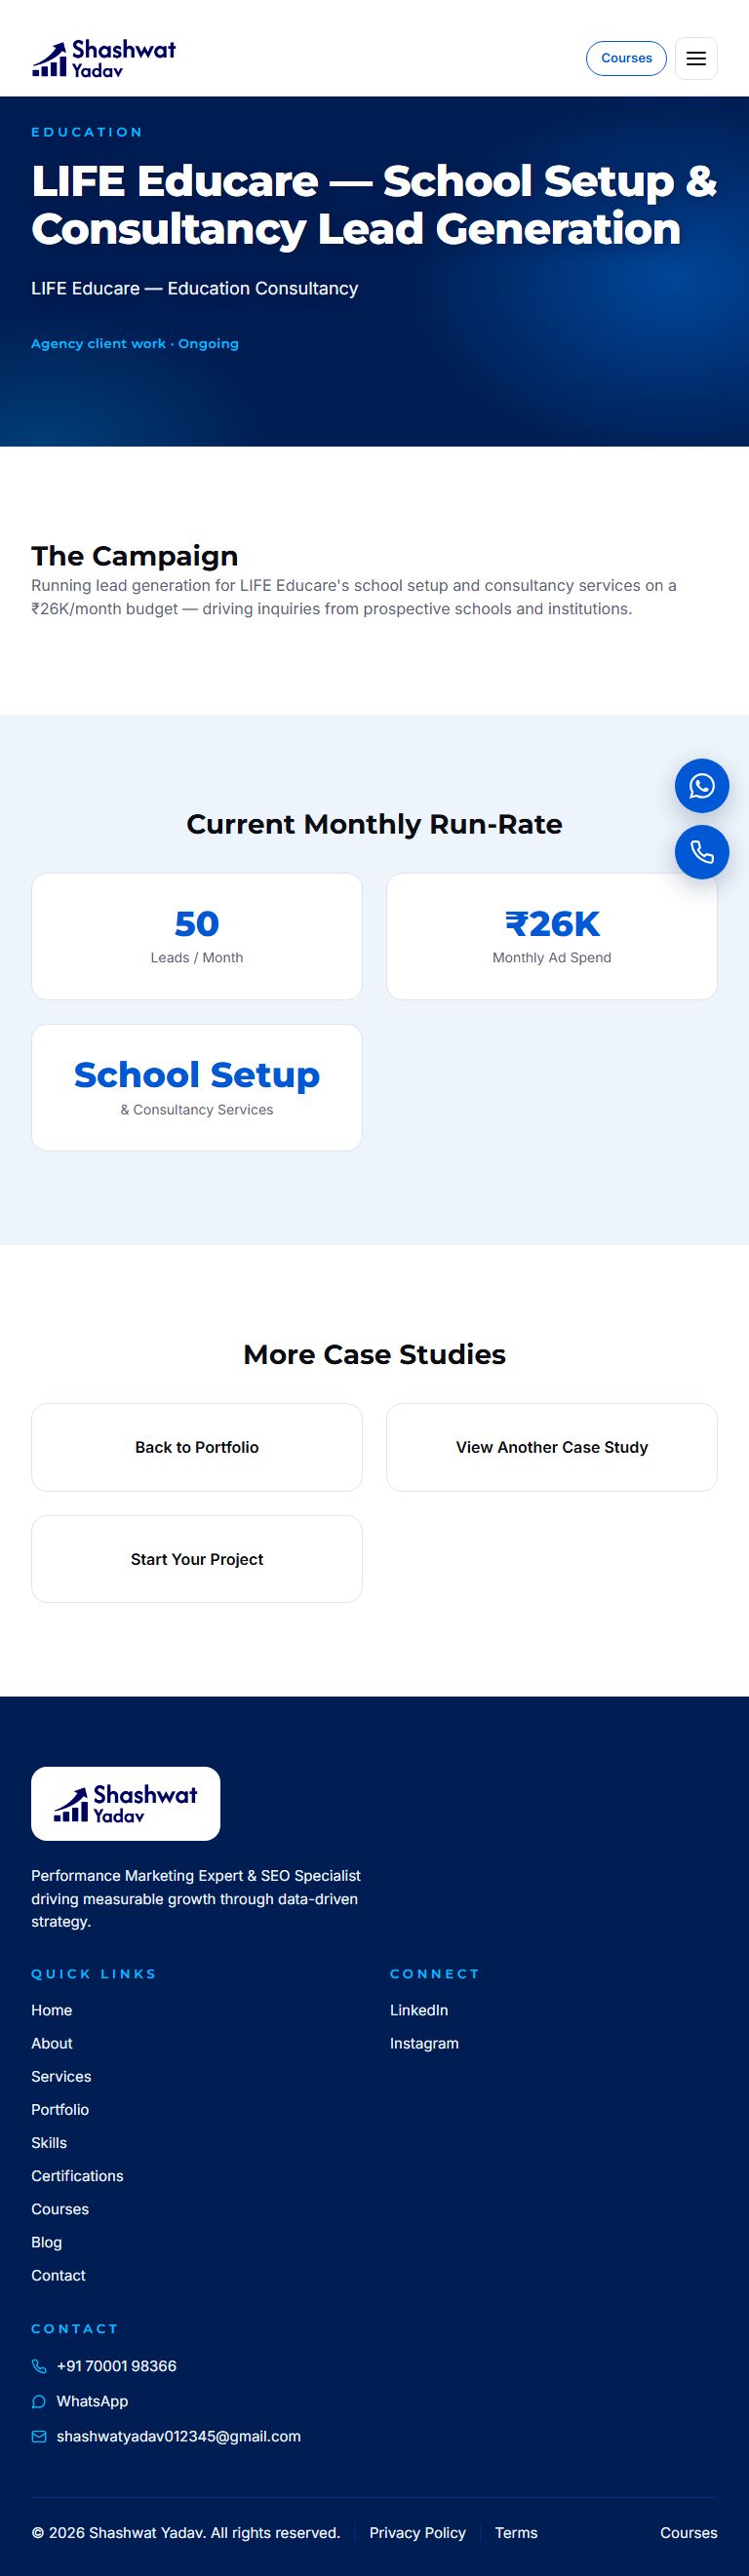 Shashwat
Yadav
Courses
EDUCATION
LIFE Educare — School Setup &
Consultancy Lead Generation
LIFE Educare — Education Consultancy
Agency client work · Ongoing
The Campaign
Running lead generation for LIFE Educare's school setup and consultancy services on a
₹26K/month budget — driving inquiries from prospective schools and institutions.
Current Monthly Run-Rate
50
Leads / Month
₹26K
Monthly Ad Spend
School Setup
& Consultancy Services
More Case Studies
Back to Portfolio
View Another Case Study
Start Your Project
Shashwat
Yadav
Performance Marketing Expert & SEO Specialist
driving measurable growth through data-driven
strategy.
QUICK LINKS
Home
About
Services
Portfolio
Skills
Certifications
Courses
Blog
Contact
CONNECT
LinkedIn
Instagram
CONTACT
+91 70001 98366
WhatsApp
shashwatyadav012345@gmail.com
© 2026 Shashwat Yadav. All rights reserved. Privacy Policy Terms Courses